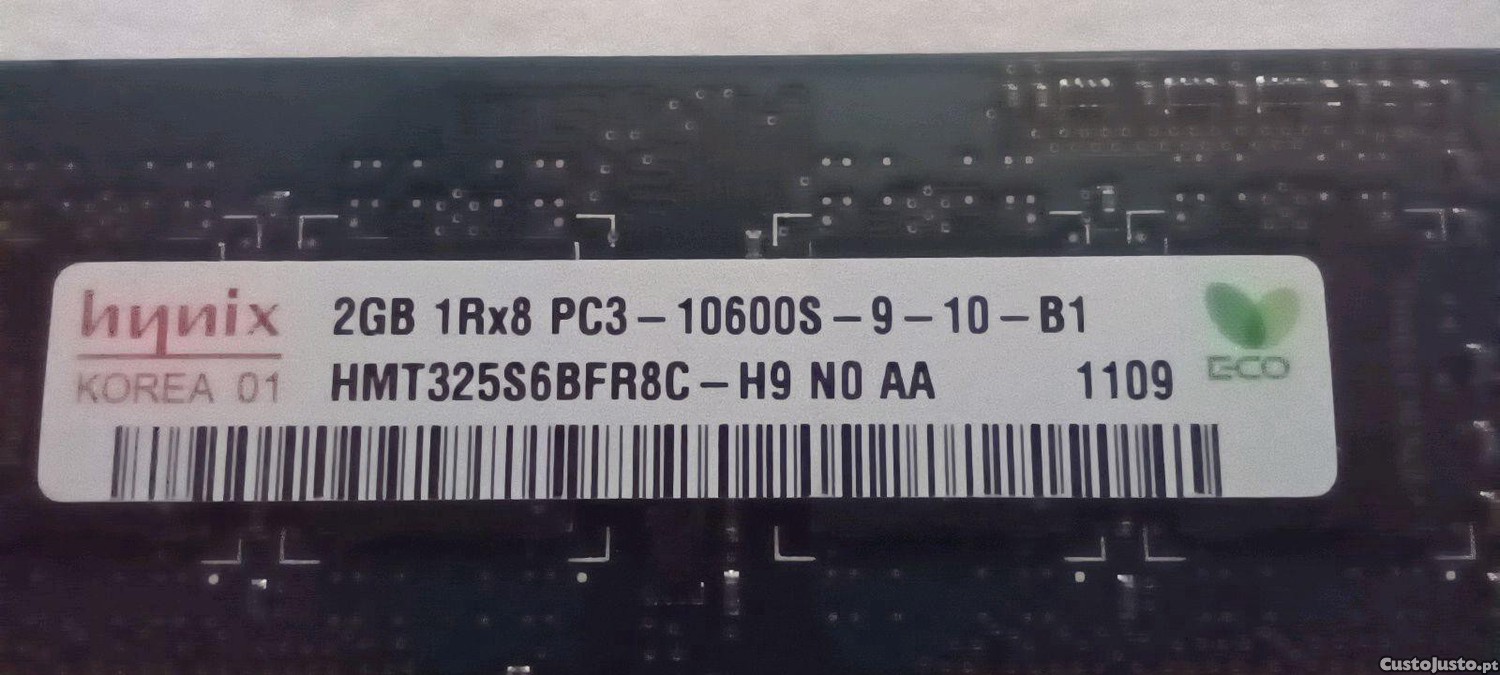 hynix
KOREA 01
2GB 1Rx8 PC3-10600S-9-10-B1
HMT325S6BFR8C-H9 N0 AA 1109
ECO
CustoJusto.pt